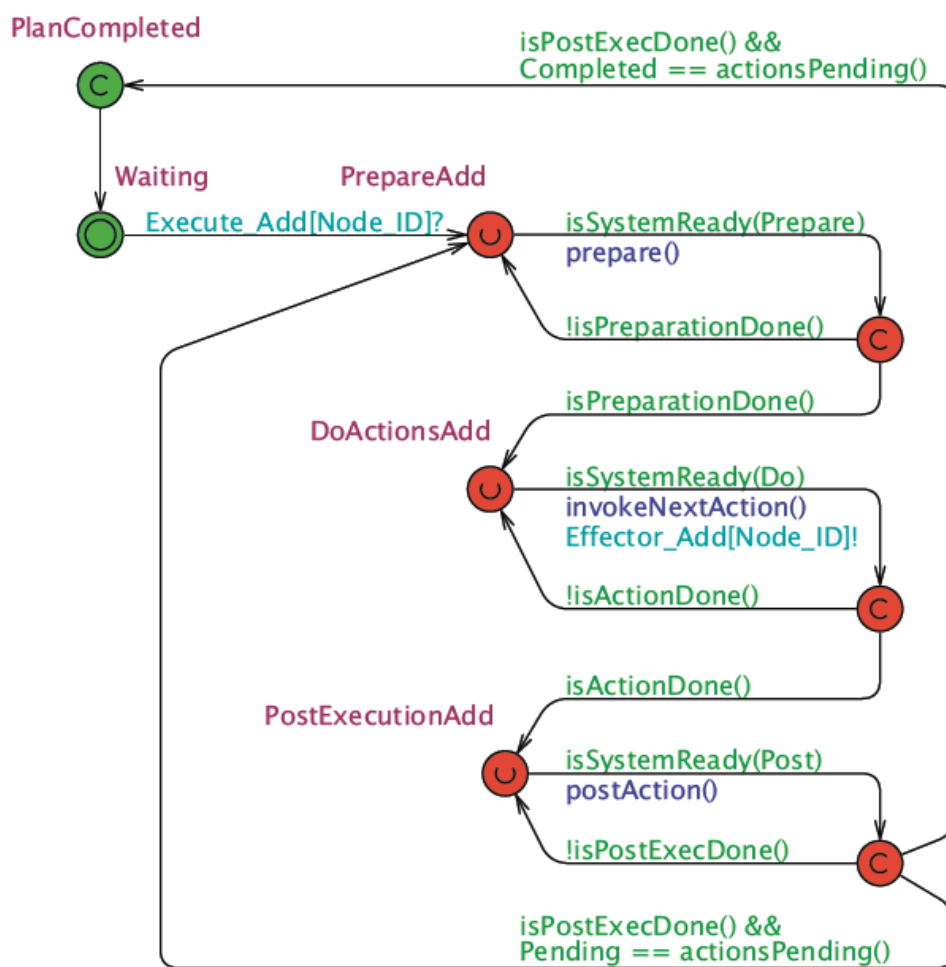 PlanCompleted
isPostExecDone() &&
Completed == actionsPending()
C
Waiting
PrepareAdd
Execute_Add[Node_ID]?
U
isSystemReady(Prepare)
prepare()
!isPreparationDone()
C
isPreparationDone()
DoActionsAdd
U
isSystemReady(Do)
invokeNextAction()
Effector_Add[Node_ID]!
!isActionDone()
C
isActionDone()
PostExecutionAdd
U
isSystemReady(Post)
postAction()
!isPostExecDone()
C
isPostExecDone() &&
Pending == actionsPending()